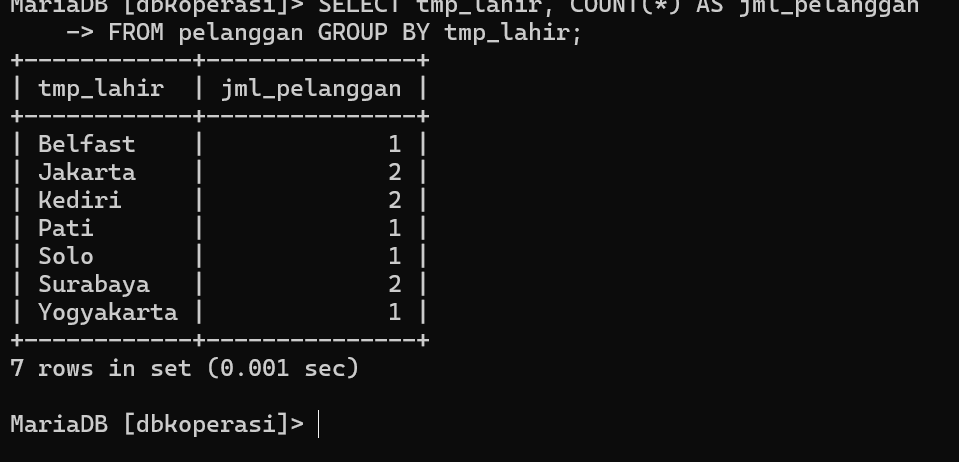 MariaDB [dbkoperasi]> SELECT tmp_lahir, COUNT(*) AS jml_pelanggan
    -> FROM pelanggan GROUP BY tmp_lahir;
+------------+---------------+
| tmp_lahir  | jml_pelanggan |
+------------+---------------+
| Belfast    |             1 |
| Jakarta    |             2 |
| Kediri     |             2 |
| Pati       |             1 |
| Solo       |             1 |
| Surabaya   |             2 |
| Yogyakarta |             1 |
+------------+---------------+
7 rows in set (0.001 sec)
MariaDB [dbkoperasi]>